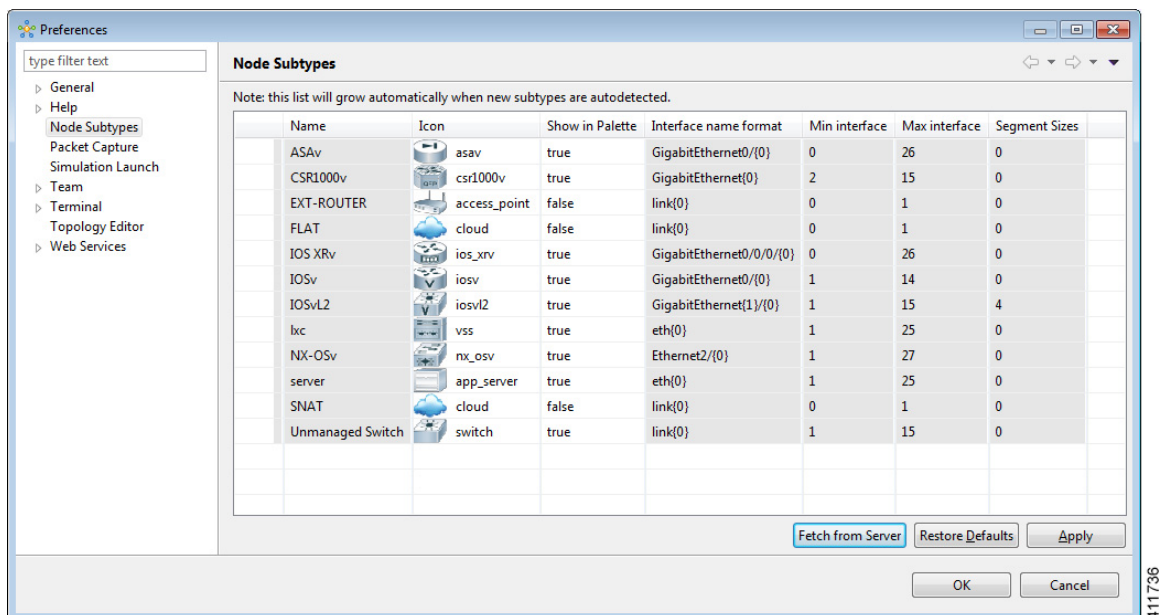 Preferences
type filter text
General
Help
Node Subtypes
Packet Capture
Simulation Launch
Team
Terminal
Topology Editor
Web Services
Node Subtypes
Note: this list will grow automatically when new subtypes are autodetected.
Name Icon Show in Palette Interface name format Min interface Max interface Segment Sizes
ASAv asav true GigabitEthernet0/{0} 0 26 0
CSR1000v csr1000v true GigabitEthernet{0} 2 15 0
EXT-ROUTER access_point false link{0} 0 1 0
FLAT cloud false link{0} 0 1 0
IOS XRv ios_xrv true GigabitEthernet0/0/0/{0} 0 26 0
IOSv iosv true GigabitEthernet0/{0} 1 14 0
IOSvL2 iosvl2 true GigabitEthernet{1}/{0} 1 15 4
lxc vss true eth{0} 1 25 0
NX-OSv nx_osv true Ethernet2/{0} 1 27 0
server app_server true eth{0} 1 25 0
SNAT cloud false link{0} 0 1 0
Unmanaged Switch switch true link{0} 1 15 0
Fetch from Server Restore Defaults Apply
OK Cancel
411736